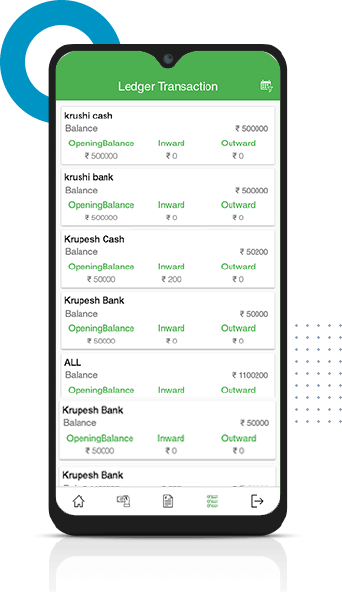 Ledger Transaction
krushi cash
Balance ₹ 500000
OpeningBalance Inward Outward
₹ 500000 ₹ 0 ₹ 0
krushi bank
Balance ₹ 500000
OpeningBalance Inward Outward
₹ 500000 ₹ 0 ₹ 0
Krupesh Cash
Balance ₹ 50200
OpeningBalance Inward Outward
₹ 50000 ₹ 200 ₹ 0
Krupesh Bank
Balance ₹ 50000
OpeningBalance Inward Outward
₹ 50000 ₹ 0 ₹ 0
ALL
Balance ₹ 1100200
OpeningBalance Inward Outward
Krupesh Bank
Balance ₹ 50000
OpeningBalance Inward Outward
₹ 50000 ₹ 0 ₹ 0
Krupesh Bank